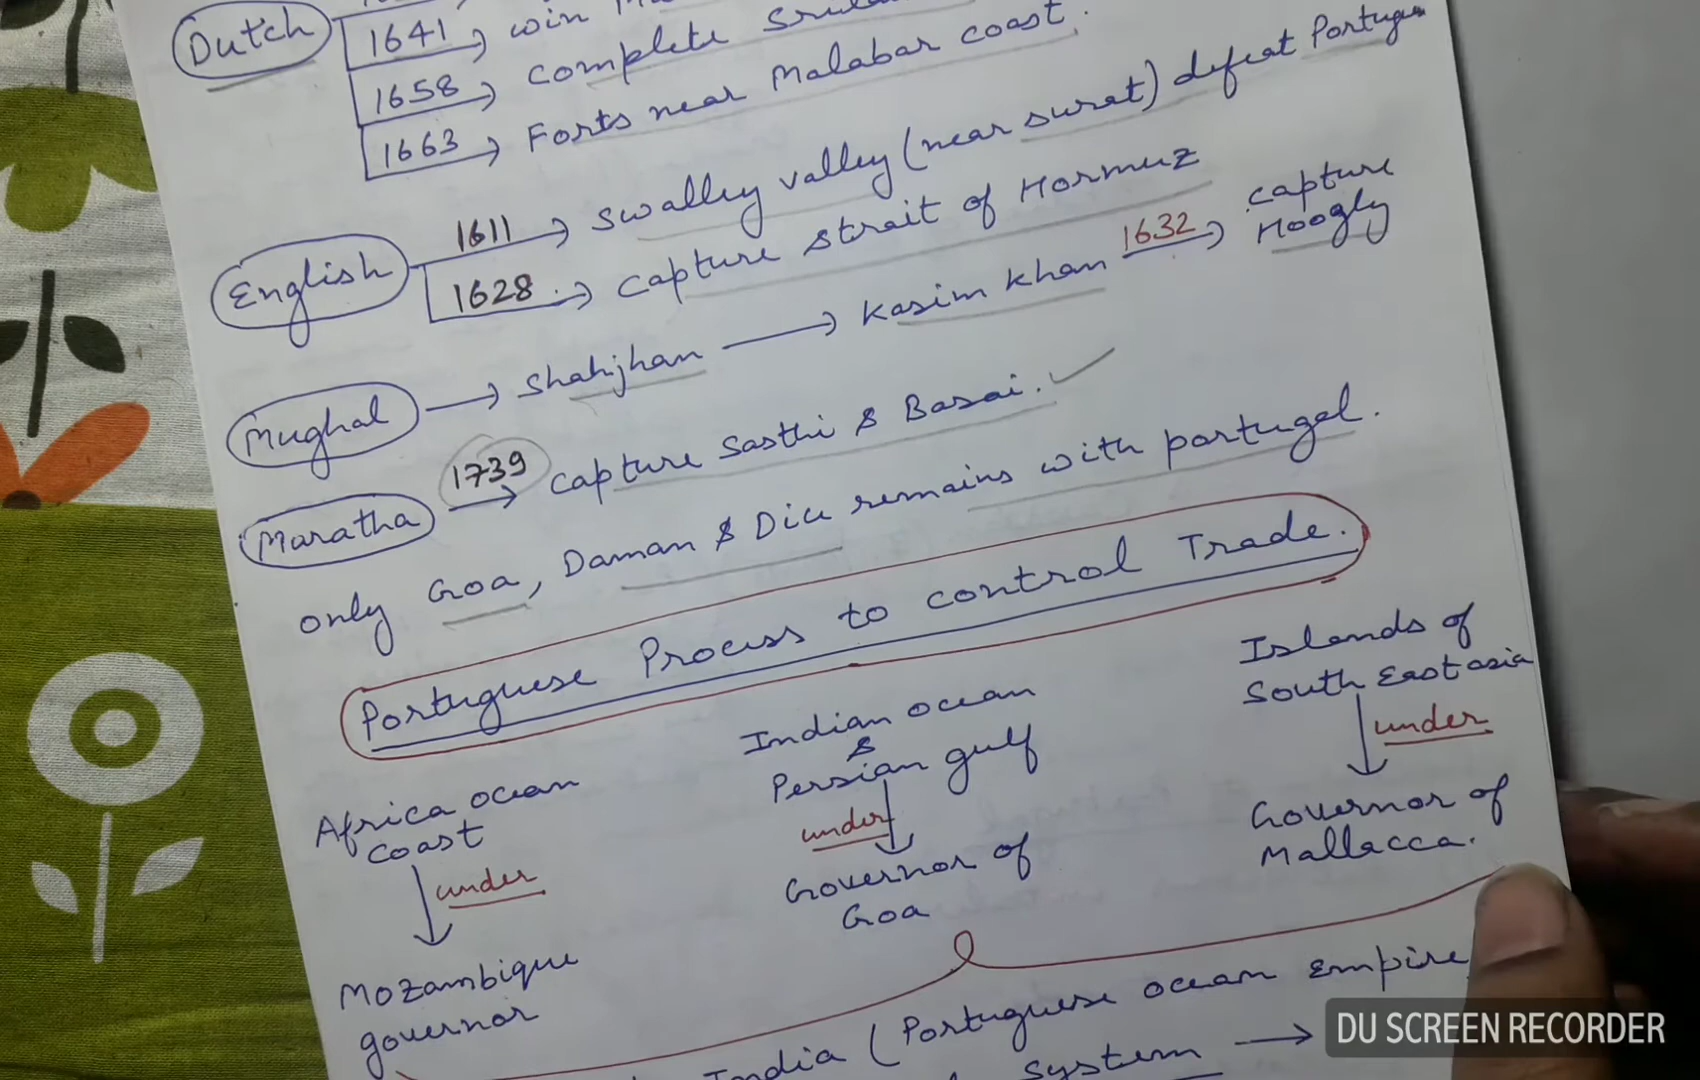 Dutch
1641 → win
1658 → complete
1663 → Forts near Malabar coast.
English
1611 → Swalley valley (near surat) defeat Portugu
1628 → capture strait of Hormuz
Mughal → Shahjhan → Kasim Khan 1632 → capture Hoogly
Maratha 1739 → capture Sasthi & Basai.
only Goa, Daman & Diu remains with portugal.
Portuguese Process to control Trade.
Africa ocean
coast
under
Mozambique
governor
Indian ocean
&
Persian gulf
under
Governor of
Goa
Islands of
South East asia
under
Governor of
Mallacca.
India (Portuguese ocean Empire
System →
DU SCREEN RECORDER